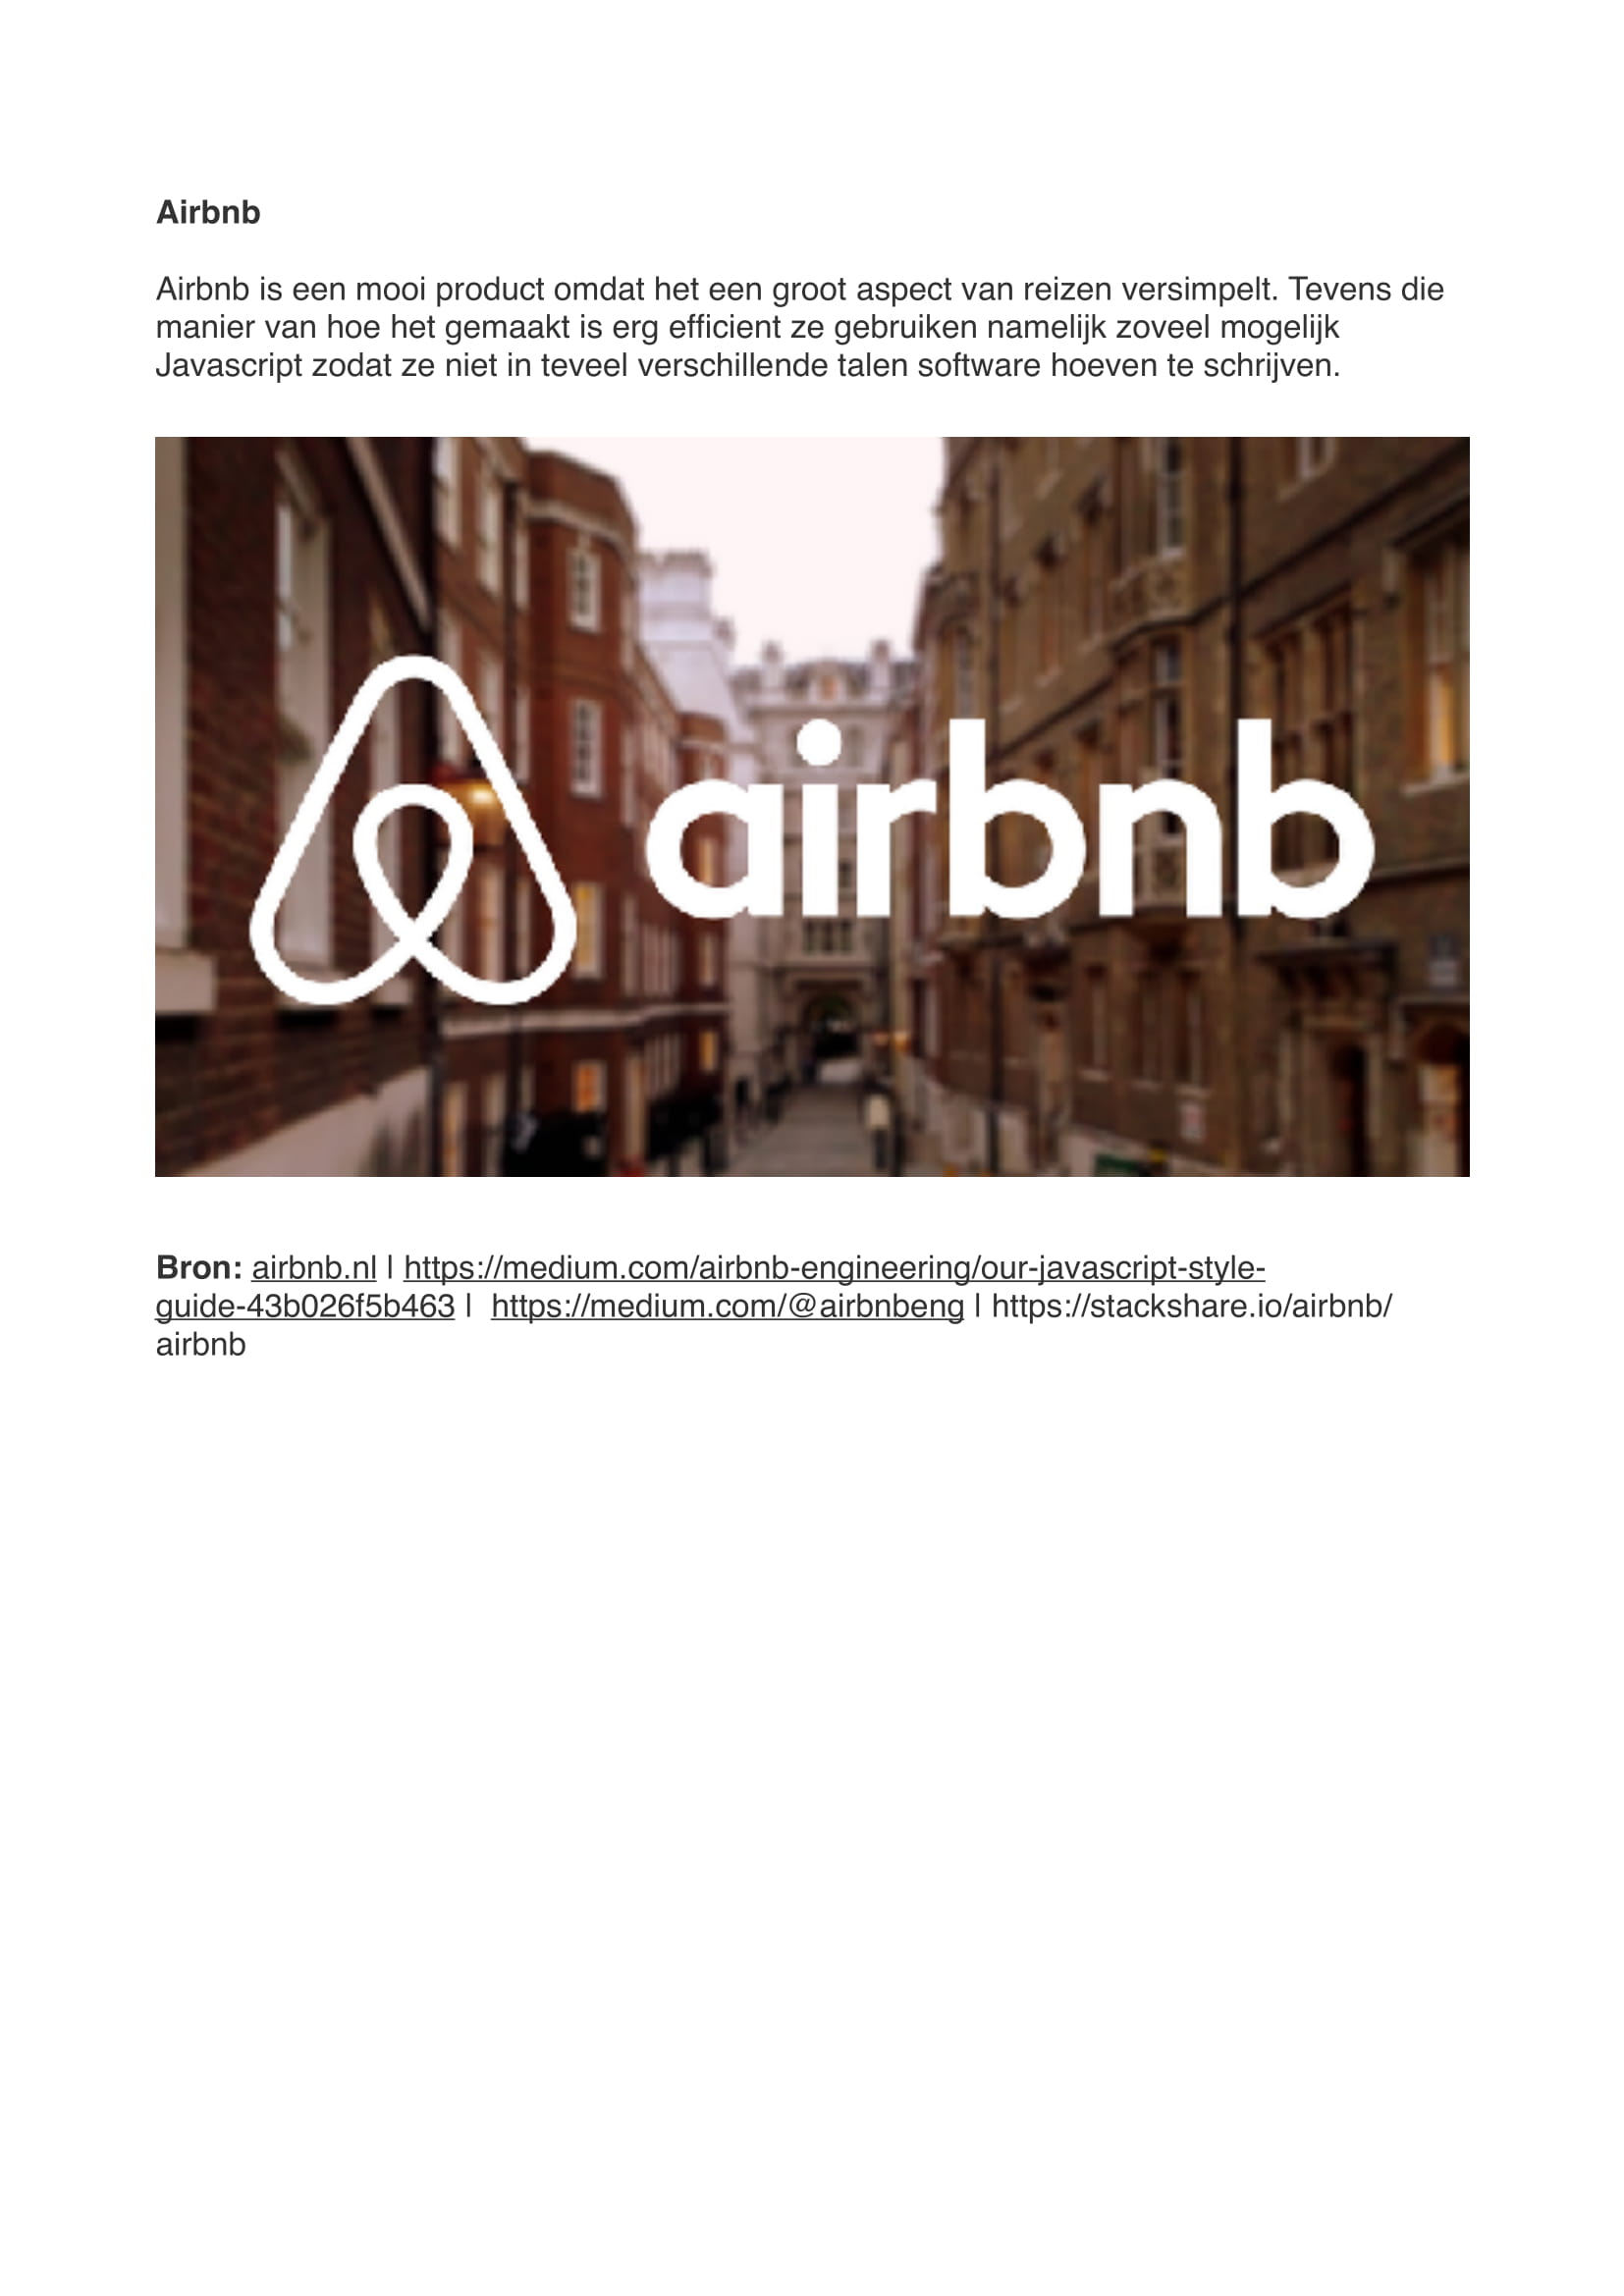 Airbnb
Airbnb is een mooi product omdat het een groot aspect van reizen versimpelt. Tevens die
manier van hoe het gemaakt is erg efficient ze gebruiken namelijk zoveel mogelijk
Javascript zodat ze niet in teveel verschillende talen software hoeven te schrijven.
airbnb
Bron: airbnb.nl | https://medium.com/airbnb-engineering/our-javascript-style-
guide-43b026f5b463 | https://medium.com/@airbnbeng | https://stackshare.io/airbnb/
airbnb